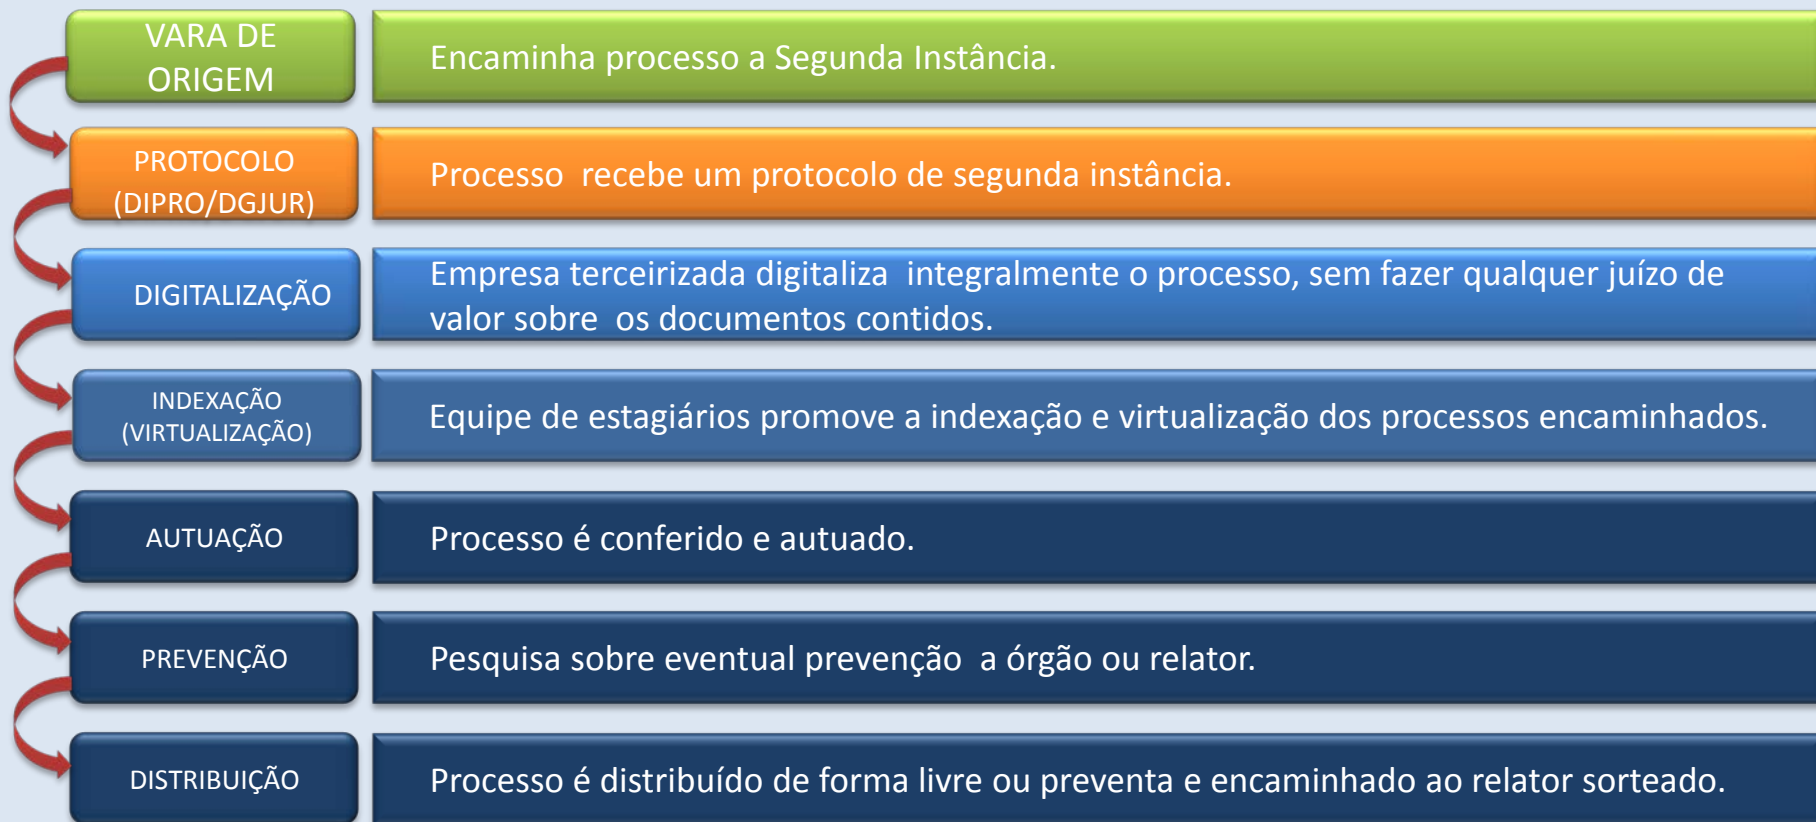 VARA DE
ORIGEM
Encaminha processo a Segunda Instância.
PROTOCOLO
(DIPRO/DGJUR)
Processo recebe um protocolo de segunda instância.
DIGITALIZAÇÃO
Empresa terceirizada digitaliza integralmente o processo, sem fazer qualquer juízo de
valor sobre os documentos contidos.
INDEXAÇÃO
(VIRTUALIZAÇÃO)
Equipe de estagiários promove a indexação e virtualização dos processos encaminhados.
AUTUAÇÃO
Processo é conferido e autuado.
PREVENÇÃO
Pesquisa sobre eventual prevenção a órgão ou relator.
DISTRIBUIÇÃO
Processo é distribuído de forma livre ou preventa e encaminhado ao relator sorteado.